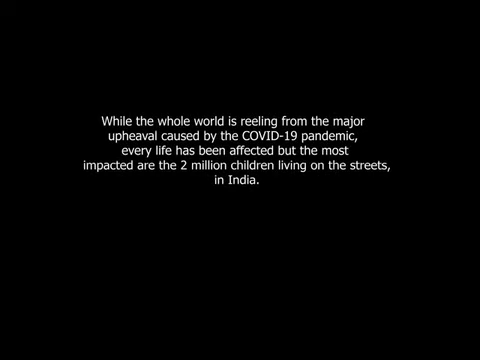 While the whole world is reeling from the major
upheaval caused by the COVID-19 pandemic,
every life has been affected but the most
impacted are the 2 million children living on the streets,
in India.